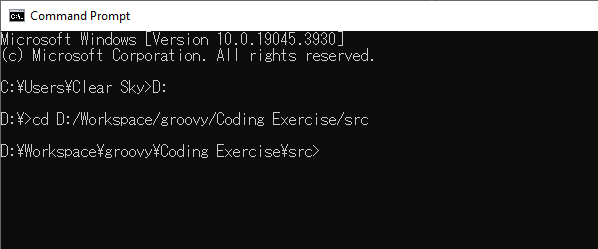 Command Prompt
Microsoft Windows [Version 10.0.19045.3930]
(c) Microsoft Corporation. All rights reserved.
C:¥Users¥Clear Sky>D:
D:¥>cd D:/Workspace/groovy/Coding Exercise/src
D:¥Workspace¥groovy¥Coding Exercise¥src>